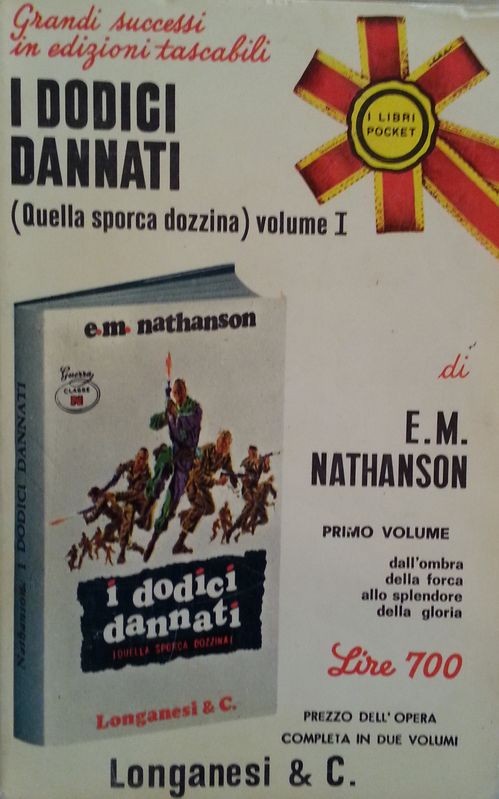 Grandi successi
in edizioni tascabili
I DODICI
DANNATI
(Quella sporca dozzina) volume I
I LIBRI
POCKET
e.m. nathanson
Guerra
CLASSE
i dodici
dannati
(QUELLA SPORCA DOZZINA)
Longanesi & C.
Nathanson I DODICI DANNATI
di
E.M.
NATHANSON
PRIMO VOLUME
dall'ombra
della forca
allo splendore
della gloria
Lire 700
PREZZO DELL'OPERA
COMPLETA IN DUE VOLUMI
Longanesi & C.